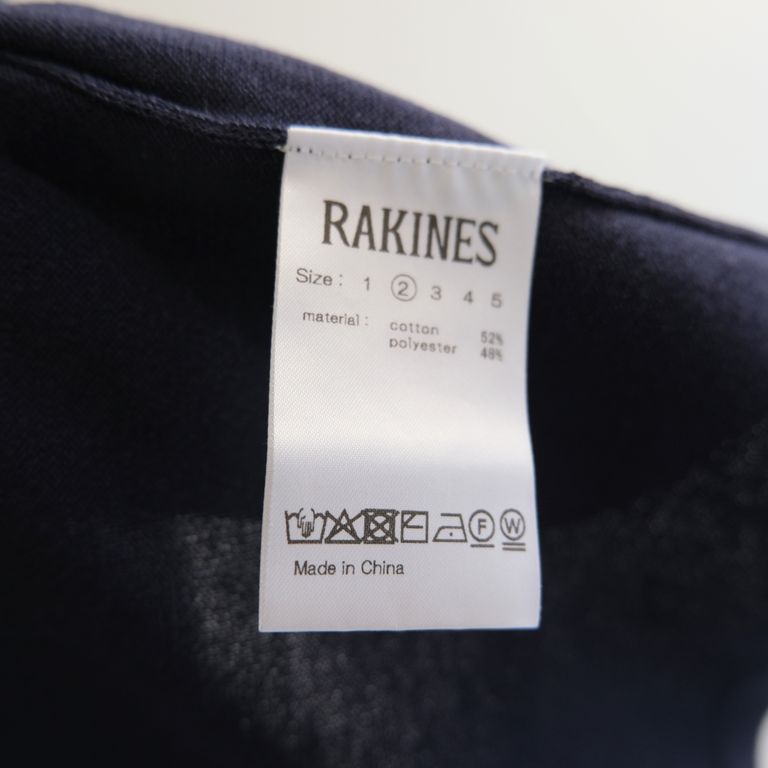 RAKINES
Size : 1 2 3 4 5
material : cotton 52%
polyester 48%
F W
Made in China